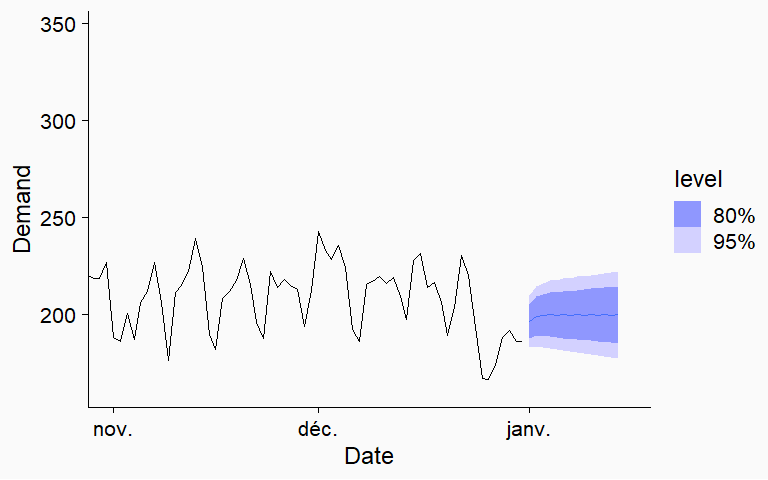 350
300
250
200
Demand
nov.
déc.
janv.
Date
level
80%
95%